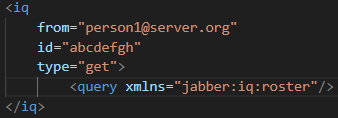 <iq
from="person1@server.org"
id="abcdefgh"
type="get">
<query xmlns="jabber:iq:roster"/>
</iq>